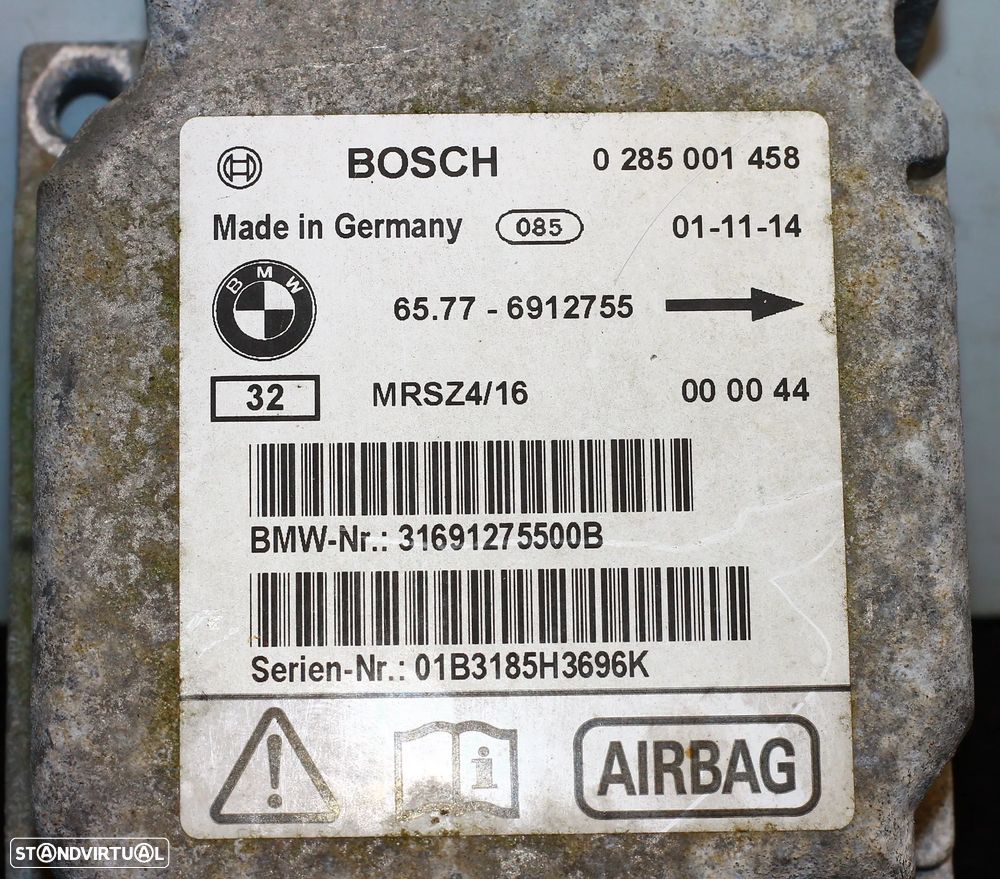 BOSCH 0 285 001 458
Made in Germany 085 01-11-14
BMW
65.77 - 6912755
32 MRSZ4/16 00 00 44
BMW-Nr.: 31691275500B
Serien-Nr.: 01B3185H3696K
i AIRBAG
STANDVIRTUAL